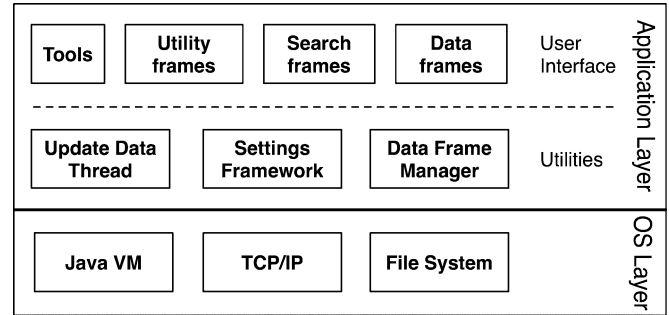 Tools
Utility
frames
Search
frames
Data
frames
User
Interface
Update Data
Thread
Settings
Framework
Data Frame
Manager
Utilities
Application Layer
Java VM
TCP/IP
File System
OS Layer